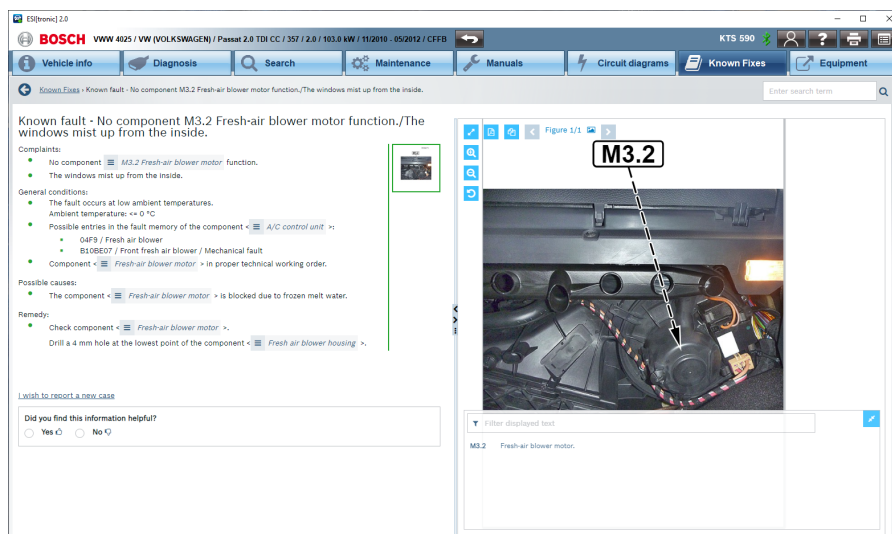 ESI[tronic] 2.0
BOSCH VWW 4025 / VW (VOLKSWAGEN) / Passat 2.0 TDI CC / 357 / 2.0 / 103.0 kW / 11/2010 - 05/2012 / CFFB
KTS 590
Vehicle info
Diagnosis
Search
Maintenance
Manuals
Circuit diagrams
Known Fixes
Equipment
Known Fixes › Known fault - No component M3.2 Fresh-air blower motor function./The windows mist up from the inside.
Enter search term
Known fault - No component M3.2 Fresh-air blower motor function./The
windows mist up from the inside.
Complaints:
No component M3.2 Fresh-air blower motor function.
The windows mist up from the inside.
General conditions:
The fault occurs at low ambient temperatures.
Ambient temperature: <= 0 °C
Possible entries in the fault memory of the component < A/C control unit >:
04F9 / Fresh air blower
B10BE07 / Front fresh air blower / Mechanical fault
Component < Fresh-air blower motor > in proper technical working order.
Possible causes:
The component < Fresh-air blower motor > is blocked due to frozen melt water.
Remedy:
Check component < Fresh-air blower motor >.
Drill a 4 mm hole at the lowest point of the component < Fresh air blower housing >.
I wish to report a new case
Did you find this information helpful?
Yes
No
Figure 1/1
M3.2
Filter displayed text
M3.2 Fresh-air blower motor.